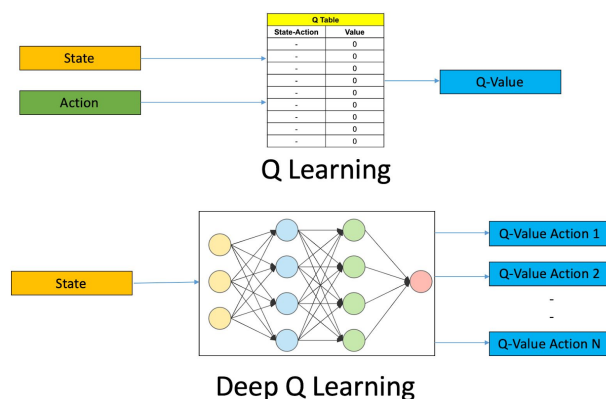 Q Table
State-Action Value
- 0
- 0
- 0
- 0
- 0
- 0
- 0
- 0
- 0
State
Action
Q-Value
Q Learning
State
Q-Value Action 1
Q-Value Action 2
-
-
Q-Value Action N
Deep Q Learning